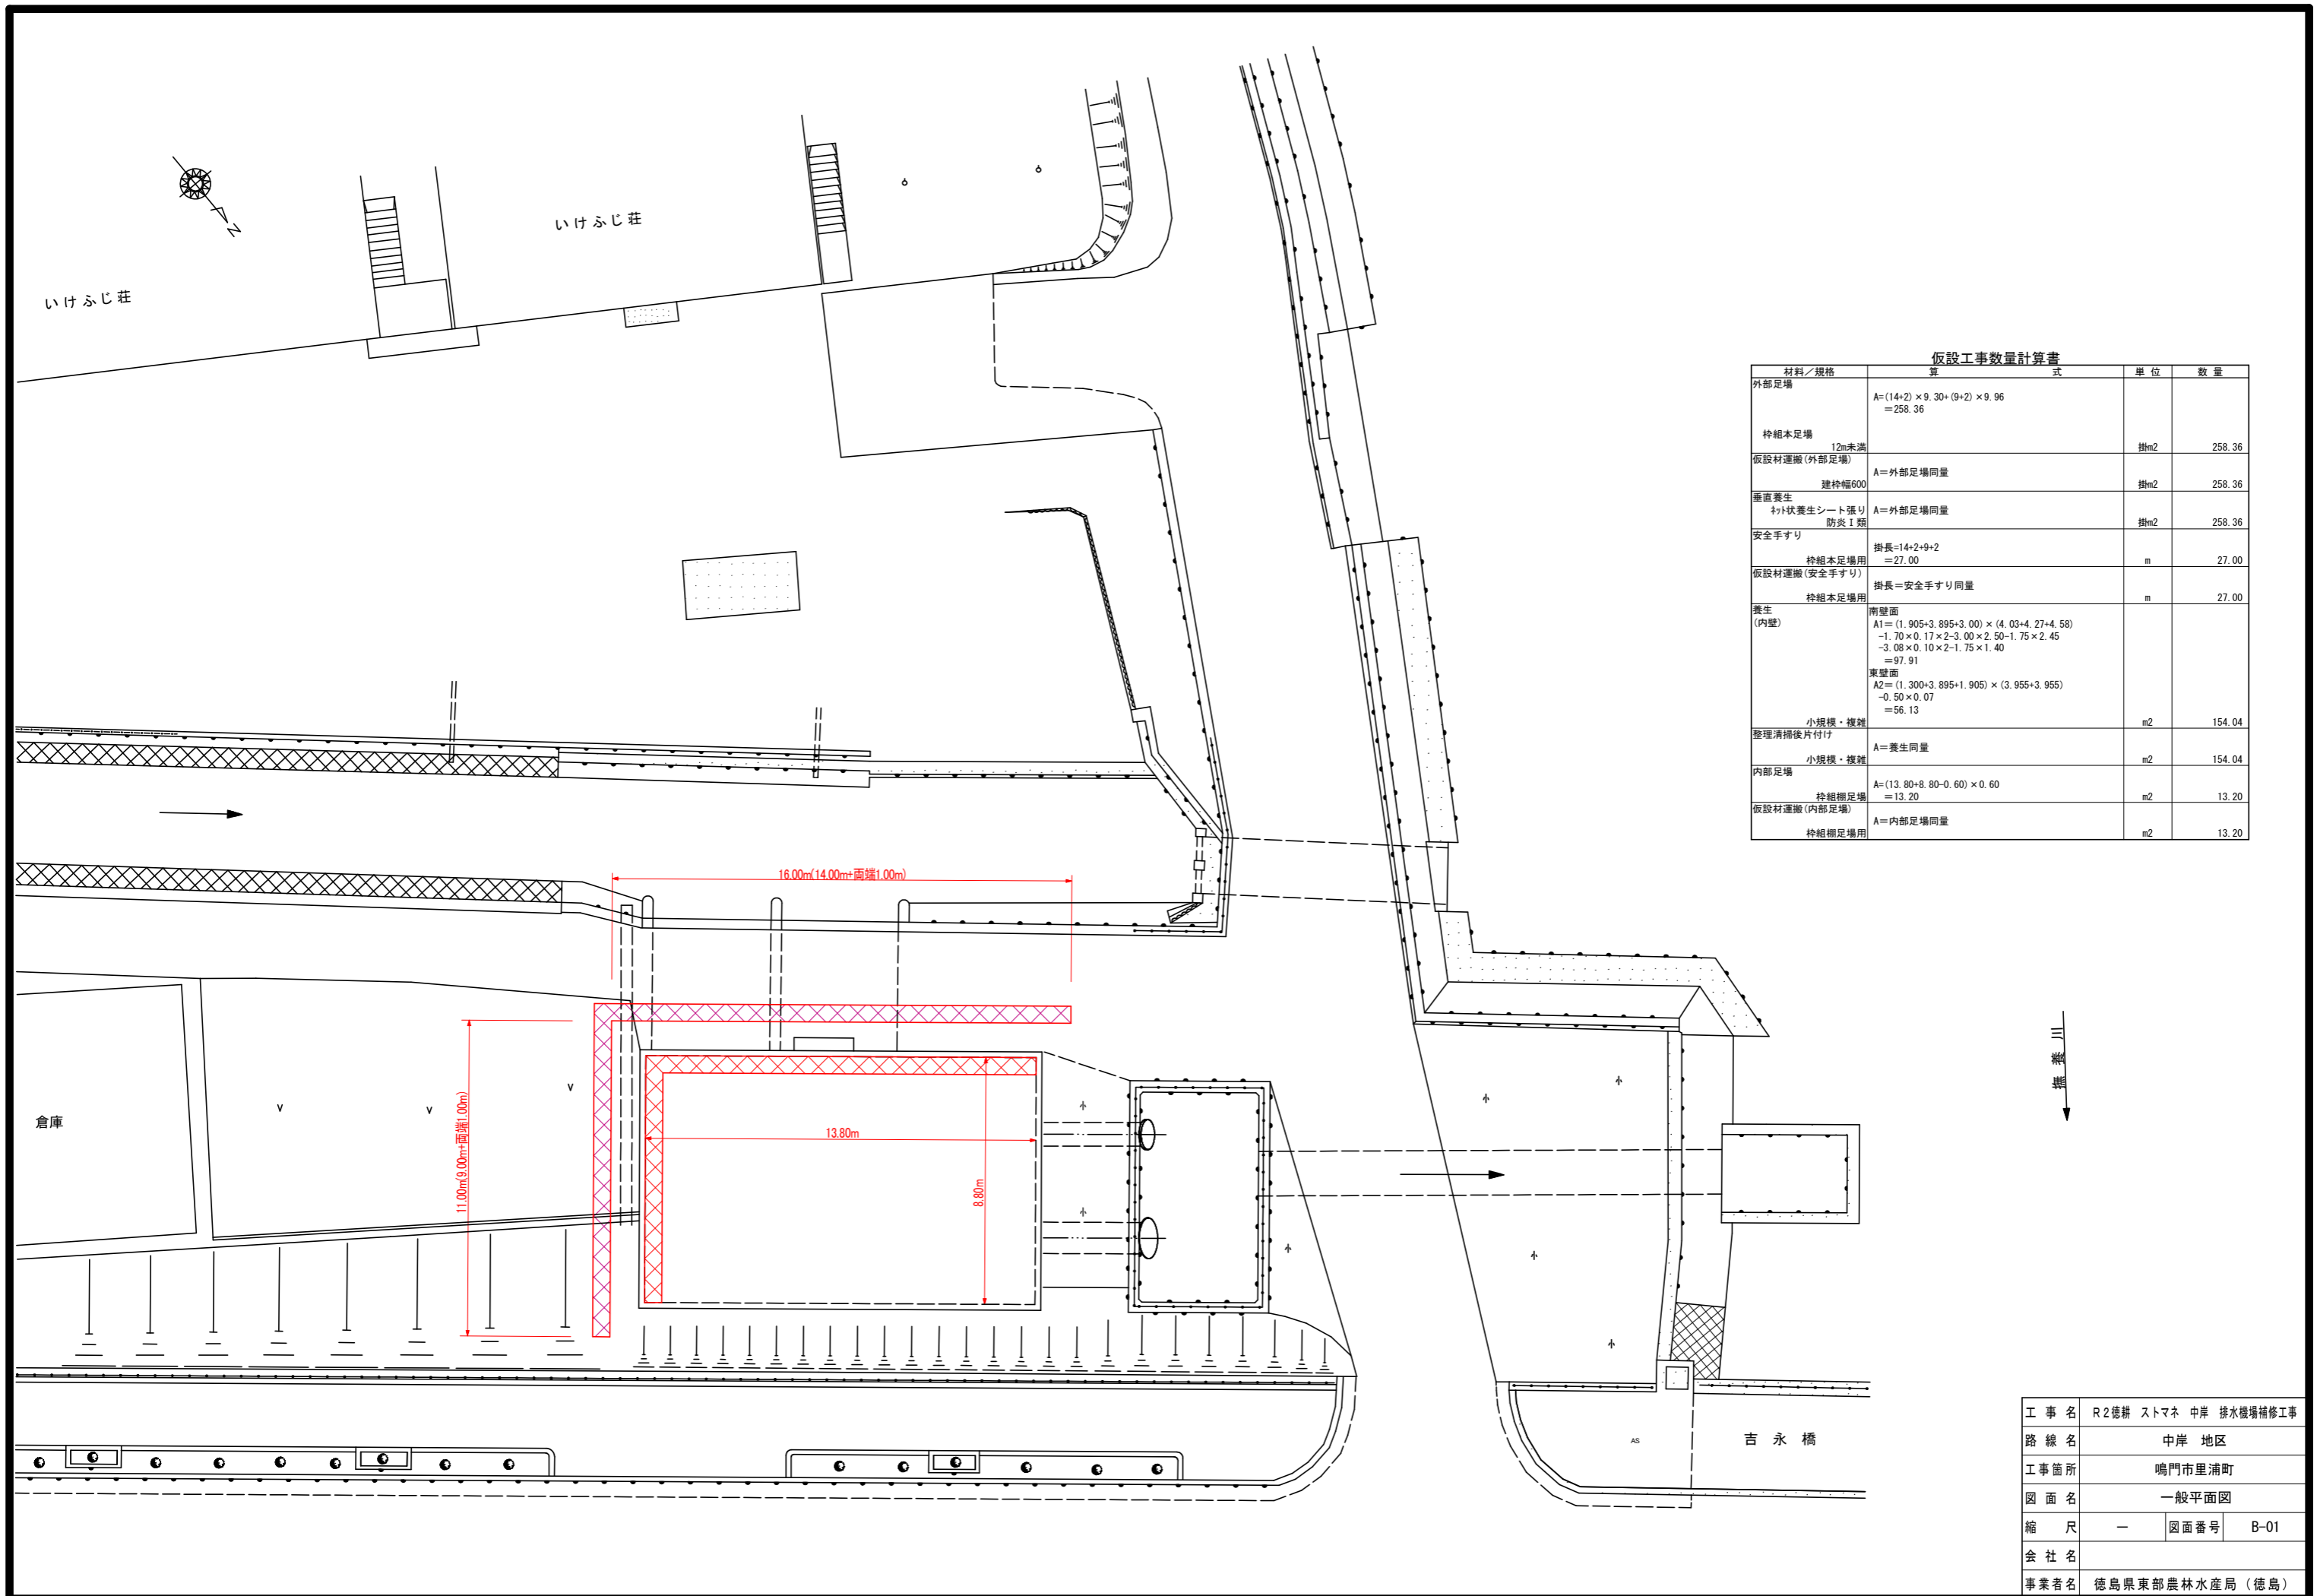 N
いけふじ荘
いけふじ荘
仮設工事数量計算書
材料／規格 算 式 単 位 数 量
外部足場
A=(14+2)×9.30+(9+2)×9.96
=258.36
枠組本足場
12m未満 掛m2 258.36
仮設材運搬(外部足場)
A=外部足場同量
建枠幅600 掛m2 258.36
垂直養生
ネット状養生シート張り A=外部足場同量
防炎Ⅰ類 掛m2 258.36
安全手すり
掛長=14+2+9+2
枠組本足場用 =27.00 m 27.00
仮設材運搬(安全手すり)
掛長=安全手すり同量
枠組本足場用 m 27.00
養生 南壁面
(内壁) A1=(1.905+3.895+3.00)×(4.03+4.27+4.58)
-1.70×0.17×2-3.00×2.50-1.75×2.45
-3.08×0.10×2-1.75×1.40
=97.91
東壁面
A2=(1.300+3.895+1.905)×(3.955+3.955)
-0.50×0.07
=56.13
小規模・複雑 m2 154.04
整理清掃後片付け
A=養生同量
小規模・複雑 m2 154.04
内部足場
A=(13.80+8.80-0.60)×0.60
枠組棚足場 =13.20 m2 13.20
仮設材運搬(内部足場)
A=内部足場同量
枠組棚足場用 m2 13.20
16.00m(14.00m+両端1.00m)
11.00m(9.00m+両端1.00m)
13.80m
8.80m
倉庫
撫養川
AS
吉永橋
工事名 R2徳耕 ストマネ 中岸 排水機場補修工事
路線名 中岸 地区
工事箇所 鳴門市里浦町
図面名 一般平面図
縮尺 — 図面番号 B-01
会社名
事業者名 徳島県東部農林水産局（徳島）